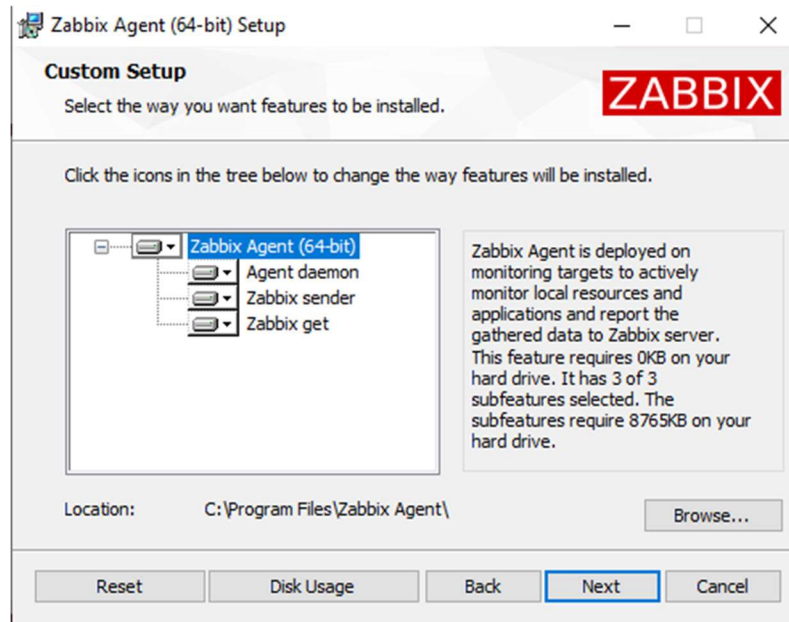 Zabbix Agent (64-bit) Setup
Custom Setup
Select the way you want features to be installed.
ZABBIX
Click the icons in the tree below to change the way features will be installed.
Zabbix Agent (64-bit)
Agent daemon
Zabbix sender
Zabbix get
Zabbix Agent is deployed on
monitoring targets to actively
monitor local resources and
applications and report the
gathered data to Zabbix server.
This feature requires 0KB on your
hard drive. It has 3 of 3
subfeatures selected. The
subfeatures require 8765KB on your
hard drive.
Location: C:\Program Files\Zabbix Agent\
Browse...
Reset Disk Usage Back Next Cancel